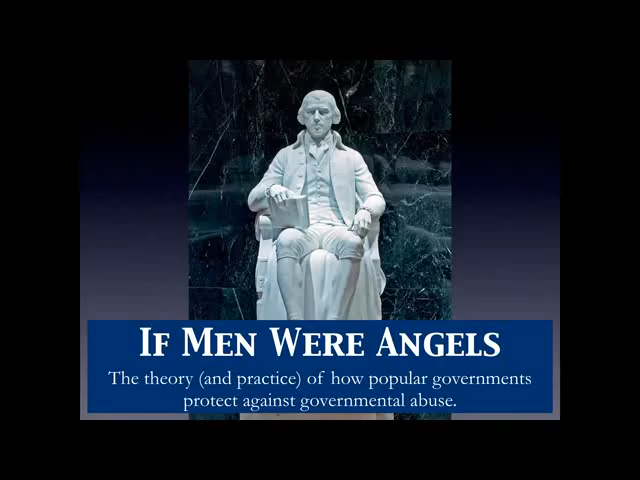 If Men Were Angels
The theory (and practice) of how popular governments
protect against governmental abuse.